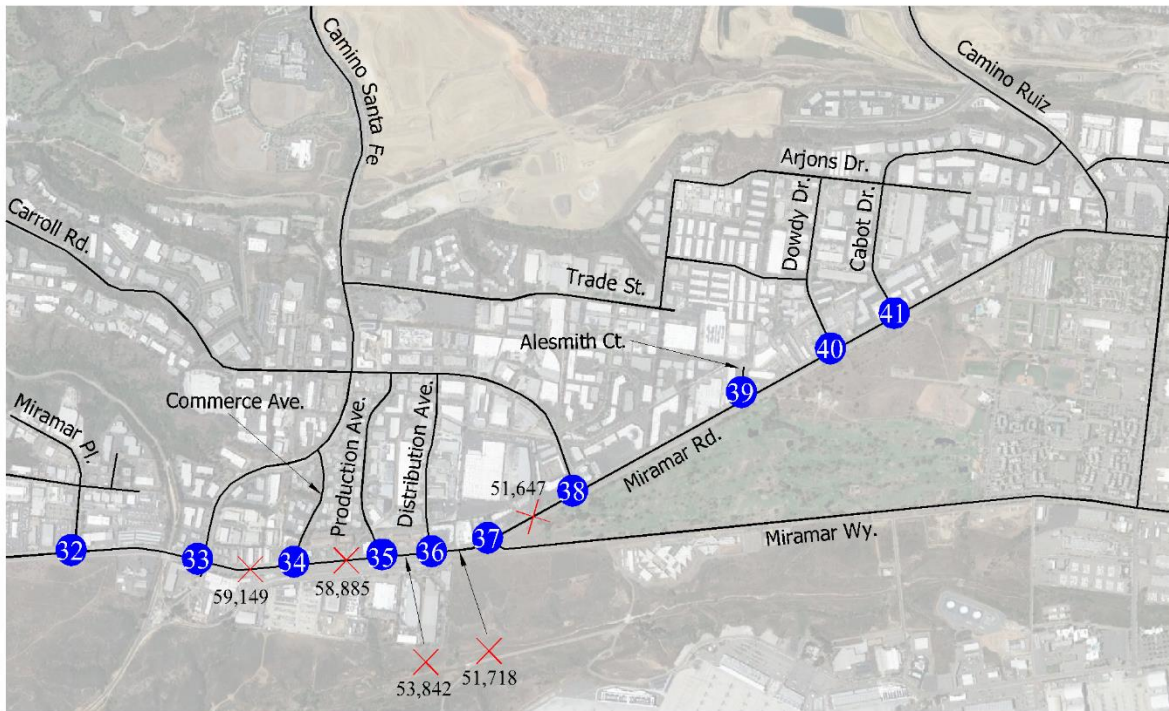 Camino Santa Fe
Camino Ruiz
Arjons Dr.
Dowdy Dr.
Cabot Dr.
Carroll Rd.
Trade St.
Alesmith Ct.
41
40
39
Commerce Ave.
Miramar Pl.
Production Ave.
Distribution Ave.
Miramar Rd.
51,647
38
37
Miramar Wy.
32
33
34
35
36
59,149
58,885
53,842
51,718